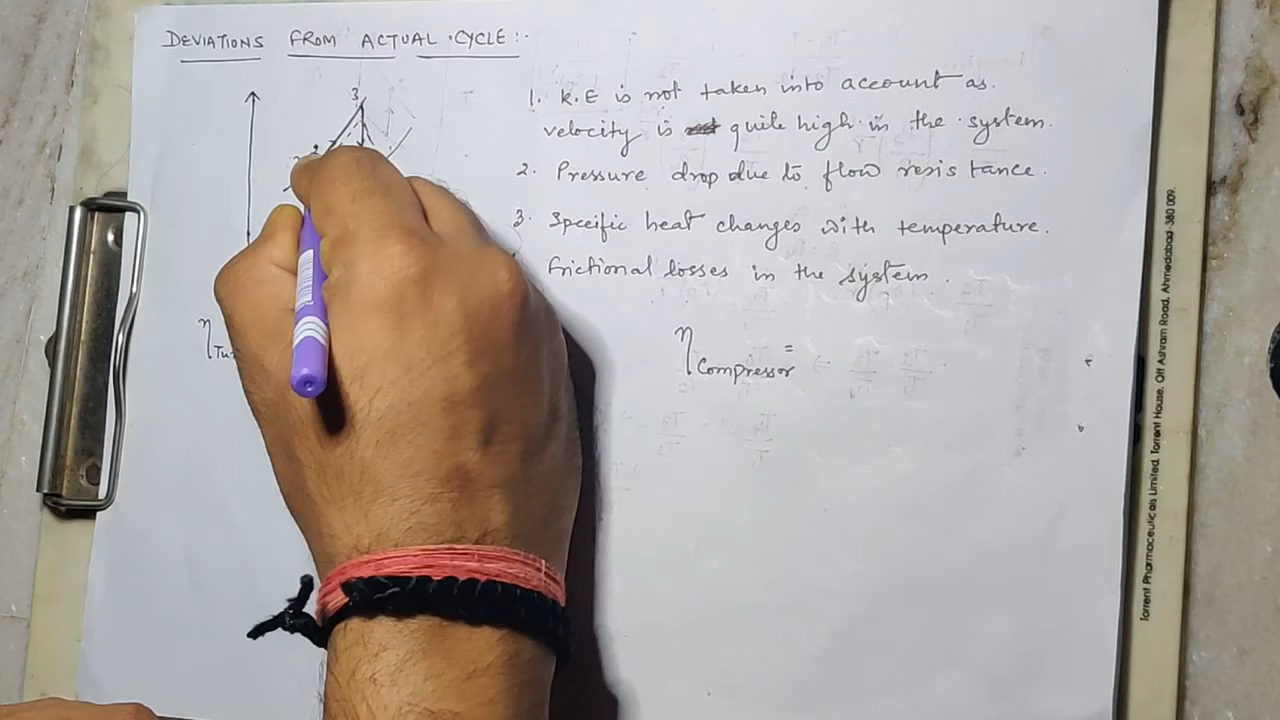 DEVIATIONS FROM ACTUAL CYCLE:-
3
2'
1. K.E is not taken into account as.
velocity is quite high in the system.
2. Pressure drop due to flow resistance.
3. Specific heat changes with temperature.
frictional losses in the system.
η Tu
η Compressor =
Torrent Pharmaceuticals Limited, Torrent House, Off Ashram Road, Ahmedabad-380 009.